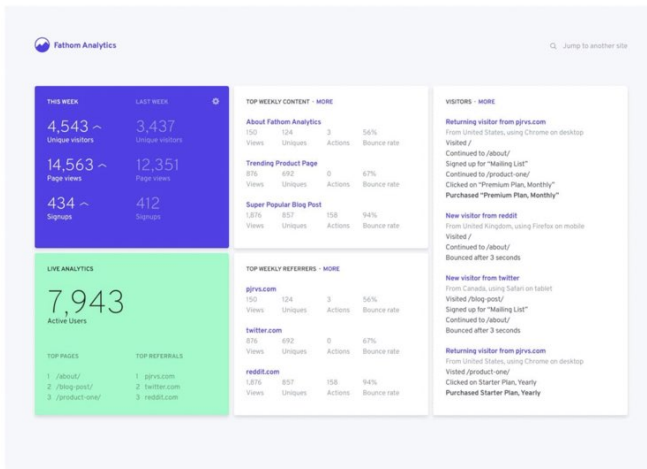 Fathom Analytics
Jump to another site
THIS WEEK
LAST WEEK
4,543
3,437
Unique visitors
Unique visitors
14,563
12,351
Page views
Page views
434
412
Signups
Signups
LIVE ANALYTICS
7,943
Active Users
TOP PAGES
TOP REFERRALS
1 /about/
1 pjrvs.com
2 /blog-post/
2 twitter.com
3 /product-one/
3 reddit.com
TOP WEEKLY CONTENT - MORE
About Fathom Analytics
150 124 3 56%
Views Uniques Actions Bounce rate
Trending Product Page
876 692 0 67%
Views Uniques Actions Bounce rate
Super Popular Blog Post
1,876 857 158 94%
Views Uniques Actions Bounce rate
TOP WEEKLY REFERRERS - MORE
pjrvs.com
150 124 3 56%
Views Uniques Actions Bounce rate
twitter.com
876 692 0 67%
Views Uniques Actions Bounce rate
reddit.com
1,876 857 158 94%
Views Uniques Actions Bounce rate
VISITORS - MORE
Returning visitor from pjrvs.com
From United States, using Chrome on desktop
Visited /
Continued to /about/
Signed up for "Mailing List"
Continued to /product-one/
Clicked on "Premium Plan, Monthly"
Purchased "Premium Plan, Monthly"
New visitor from reddit
From United Kingdom, using Firefox on mobile
Visited /
Continued to /about/
Bounced after 3 seconds
New visitor from twitter
From Canada, using Safari on tablet
Visited /blog-post/
Signed up for "Mailing List"
Continued to /about/
Bounced after 3 seconds
Returning visitor from pjrvs.com
From United States, using Chrome on desktop
Visted /product-one/
Clicked on Starter Plan, Yearly
Purchased Starter Plan, Yearly